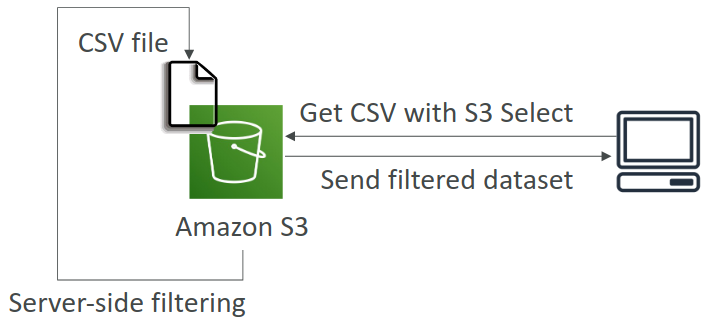 CSV file
Get CSV with S3 Select
Send filtered dataset
Amazon S3
Server-side filtering